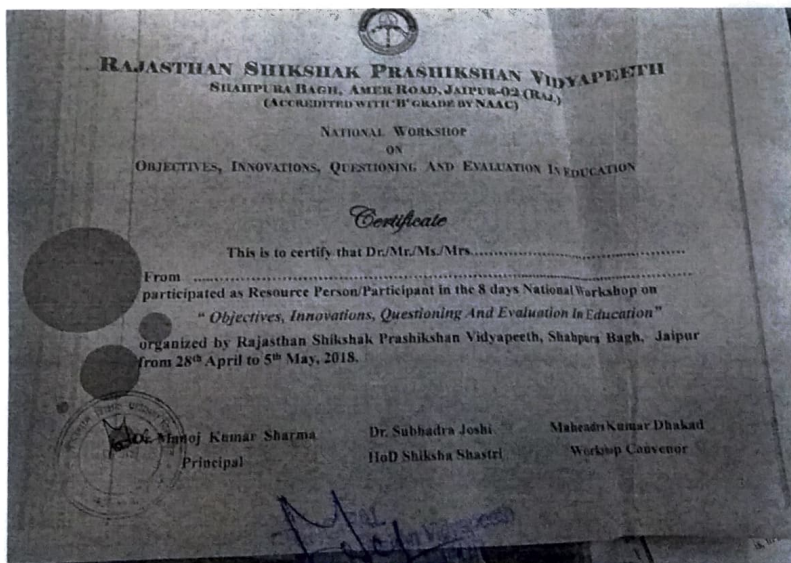 RAJASTHAN SHIKSHAK PRASHIKSHAN VIDYAPEETH
SHAHPURA BAGH, AMER ROAD, JAIPUR-02 (RAJ.)
(ACCREDITED WITH 'B' GRADE BY NAAC)
NATIONAL WORKSHOP
ON
OBJECTIVES, INNOVATIONS, QUESTIONING AND EVALUATION IN EDUCATION
Certificate
This is to certify that Dr./Mr./Ms./Mrs.......................................................
From ...............................................................................................................
participated as Resource Person/Participant in the 8 days National Workshop on
" Objectives, Innovations, Questioning And Evaluation In Education"
organized by Rajasthan Shikshak Prashikshan Vidyapeeth, Shahpura Bagh, Jaipur
from 28th April to 5th May, 2018.
Dr. Manoj Kumar Sharma
Principal
Dr. Subhadra Joshi
HoD Shiksha Shastri
Mahendra Kumar Dhakad
Workshop Convenor